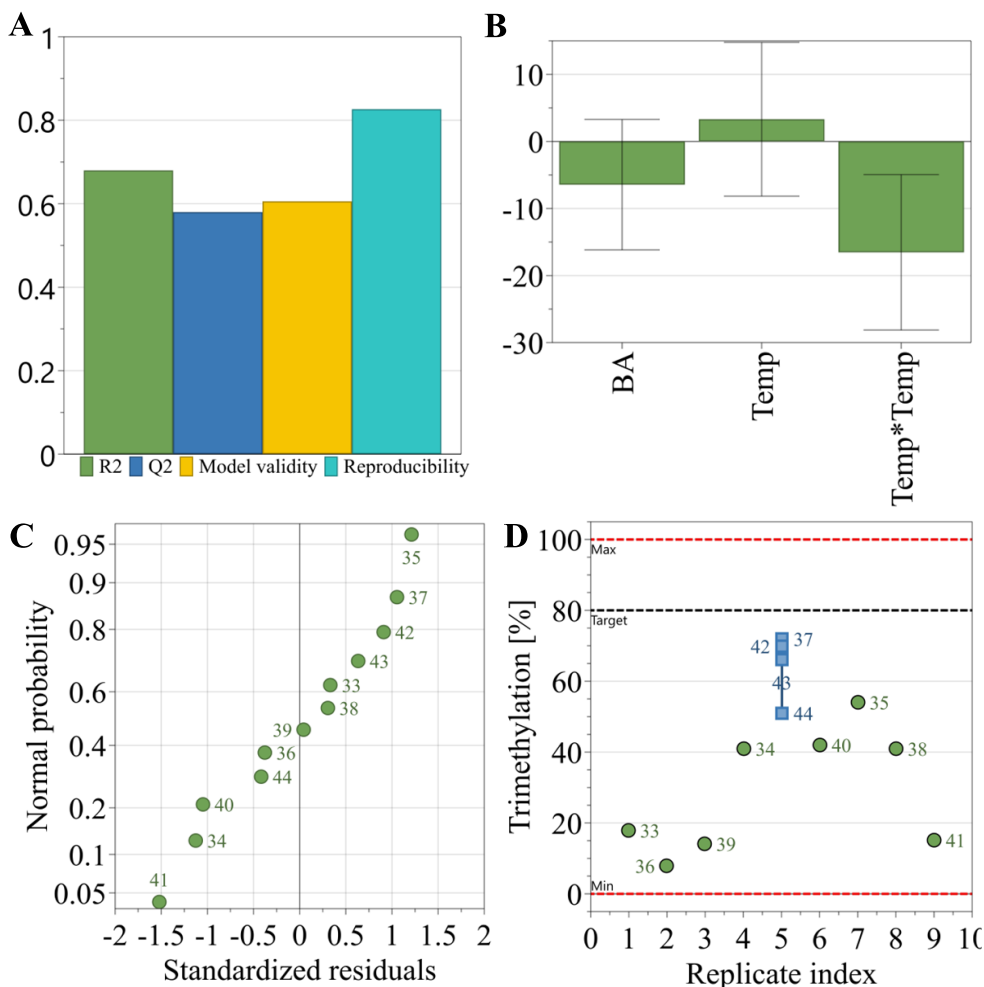 A
1
0.8
0.6
0.4
0.2
0
R2 Q2 Model validity Reproducibility
B
10
0
-10
-20
-30
BA
Temp
Temp*Temp
C
Normal probability
0.95
0.9
0.8
0.6
0.4
0.2
0.1
0.05
35
37
42
43
33
38
39
36
44
40
34
41
-2 -1.5 -1 -0.5 0 0.5 1 1.5 2
Standardized residuals
D
Trimethylation [%]
100
80
60
40
20
0
Max
Target
Min
42 37
43
44
35
34
40
38
33
36
39
41
0 1 2 3 4 5 6 7 8 9 10
Replicate index